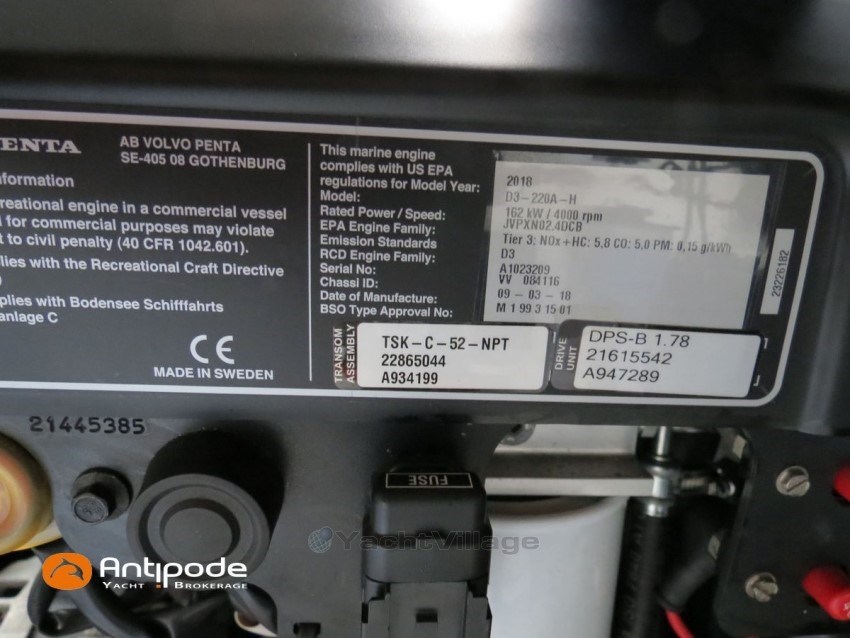 PENTA
AB VOLVO PENTA
SE-405 08 GOTHENBURG
nformation
reational engine in a commercial vessel
d for commercial purposes may violate
t to civil penalty (40 CFR 1042.601).
plies with the Recreational Craft Directive
)
nplies with Bodensee Schifffahrts
anlage C
CE
MADE IN SWEDEN
This marine engine
complies with US EPA
regulations for Model Year: 2018
Model: D3-220A-H
Rated Power / Speed: 162 kW / 4000 rpm
EPA Engine Family: JVPXN02.4DCB
Emission Standards Tier 3; NOx+HC: 5,8 CO: 5,0 PM: 0,15 g/kWh
RCD Engine Family: D3
Serial No: A1023209
Chassi ID: VV 084116
Date of Manufacture: 09-03-18
BSO Type Approval No: M 1 99 3 15 01
23226182
TRANSOM
ASSEMBLY
TSK-C-52-NPT
22865044
A934199
DRIVE
UNIT
DPS-B 1.78
21615542
A947289
21445385
FUSE
YachtVillage
Antipode
YACHT BROKERAGE